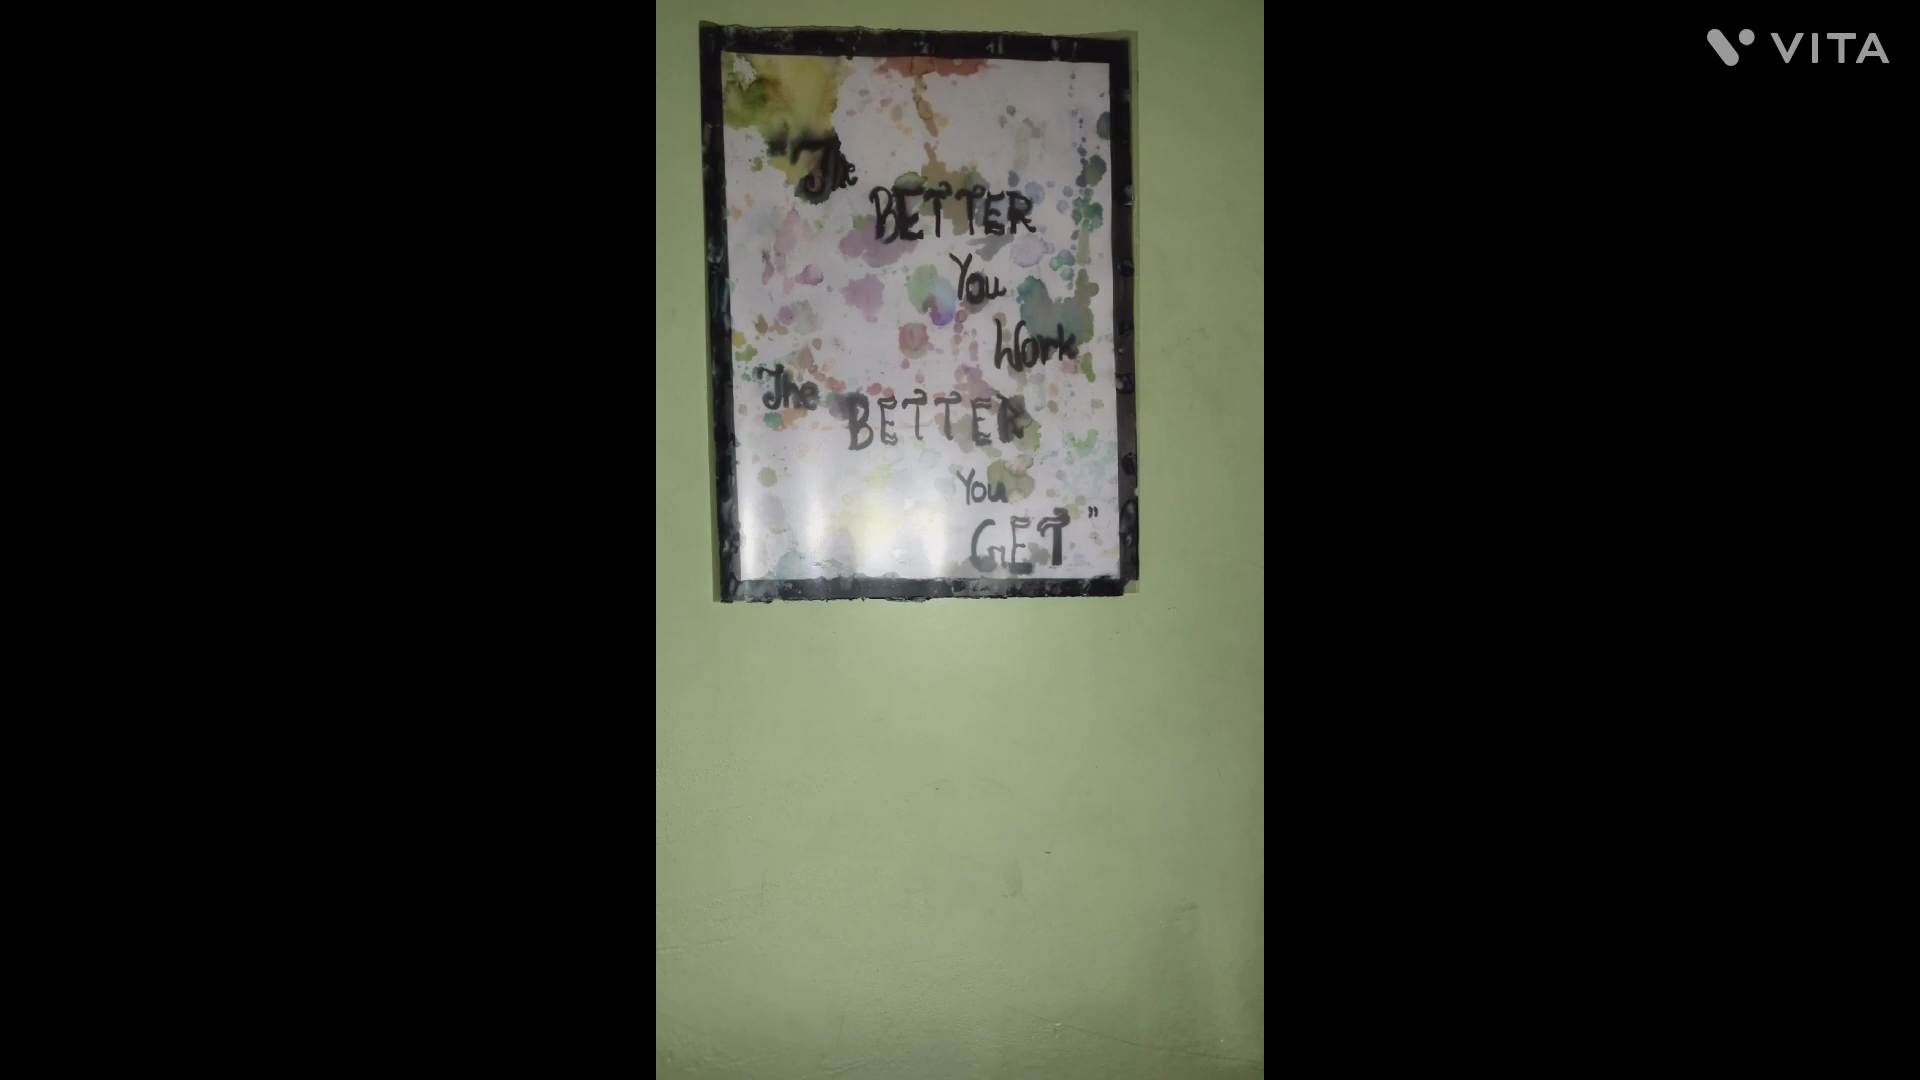 VITA
"The
BETTER
You
Work
The BETTER
You
GET"